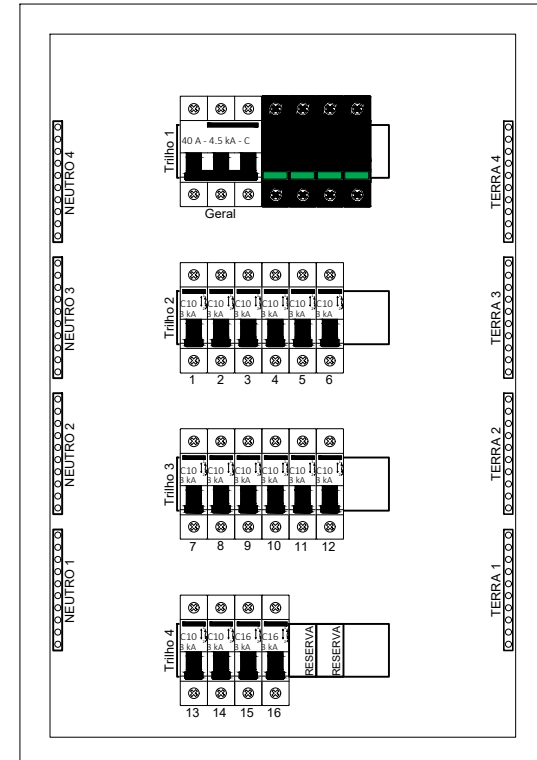 NEUTRO 4
Trilho 1
40 A - 4.5 kA - C
Geral
TERRA 4
NEUTRO 3
Trilho 2
C10 C10 C10 C10 C10 C10
3 kA 3 kA 3 kA 3 kA 3 kA 3 kA
1 2 3 4 5 6
TERRA 3
NEUTRO 2
Trilho 3
C10 C10 C10 C10 C10 C10
3 kA 3 kA 3 kA 3 kA 3 kA 3 kA
7 8 9 10 11 12
TERRA 2
NEUTRO 1
Trilho 4
C10 C10 C16 C16
3 kA 3 kA 3 kA 3 kA
RESERVA
RESERVA
13 14 15 16
TERRA 1